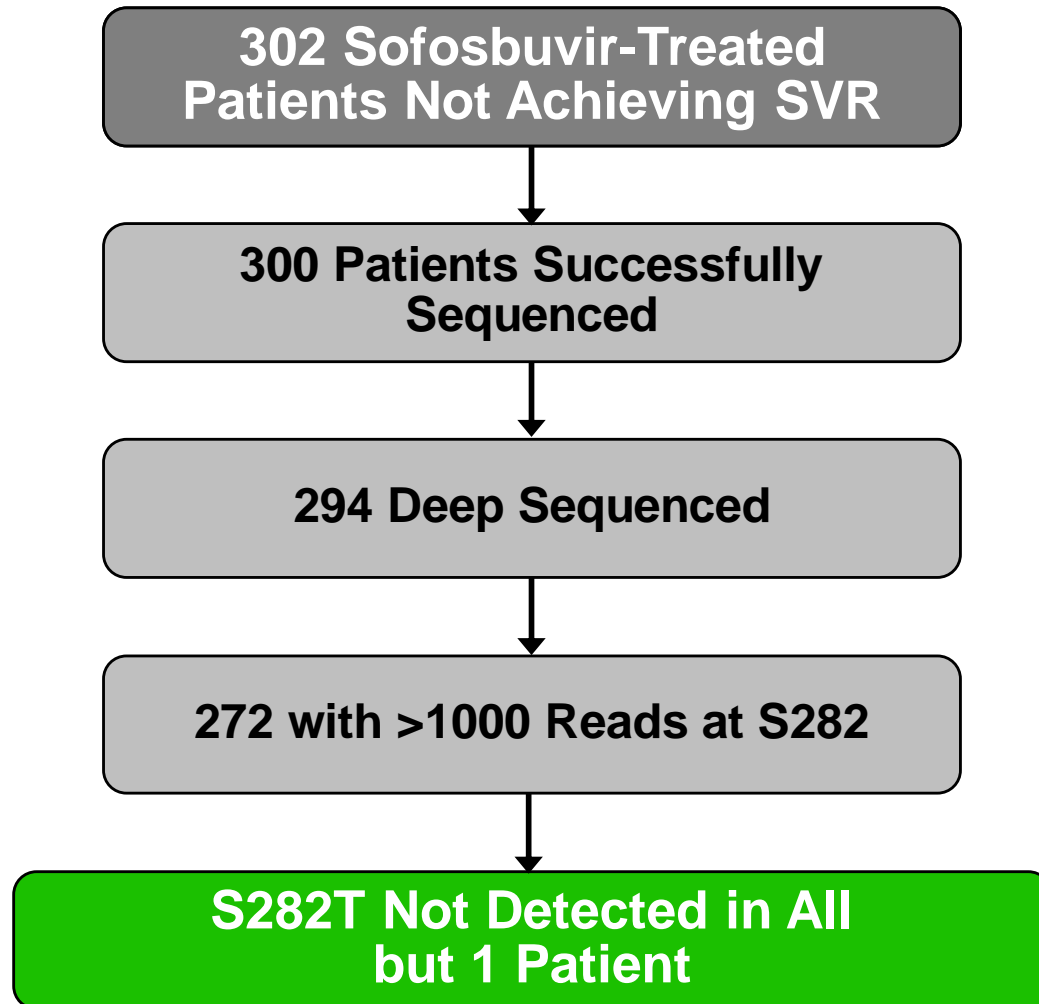 302 Sofosbuvir-Treated
Patients Not Achieving SVR
300 Patients Successfully
Sequenced
294 Deep Sequenced
272 with >1000 Reads at S282
S282T Not Detected in All
but 1 Patient